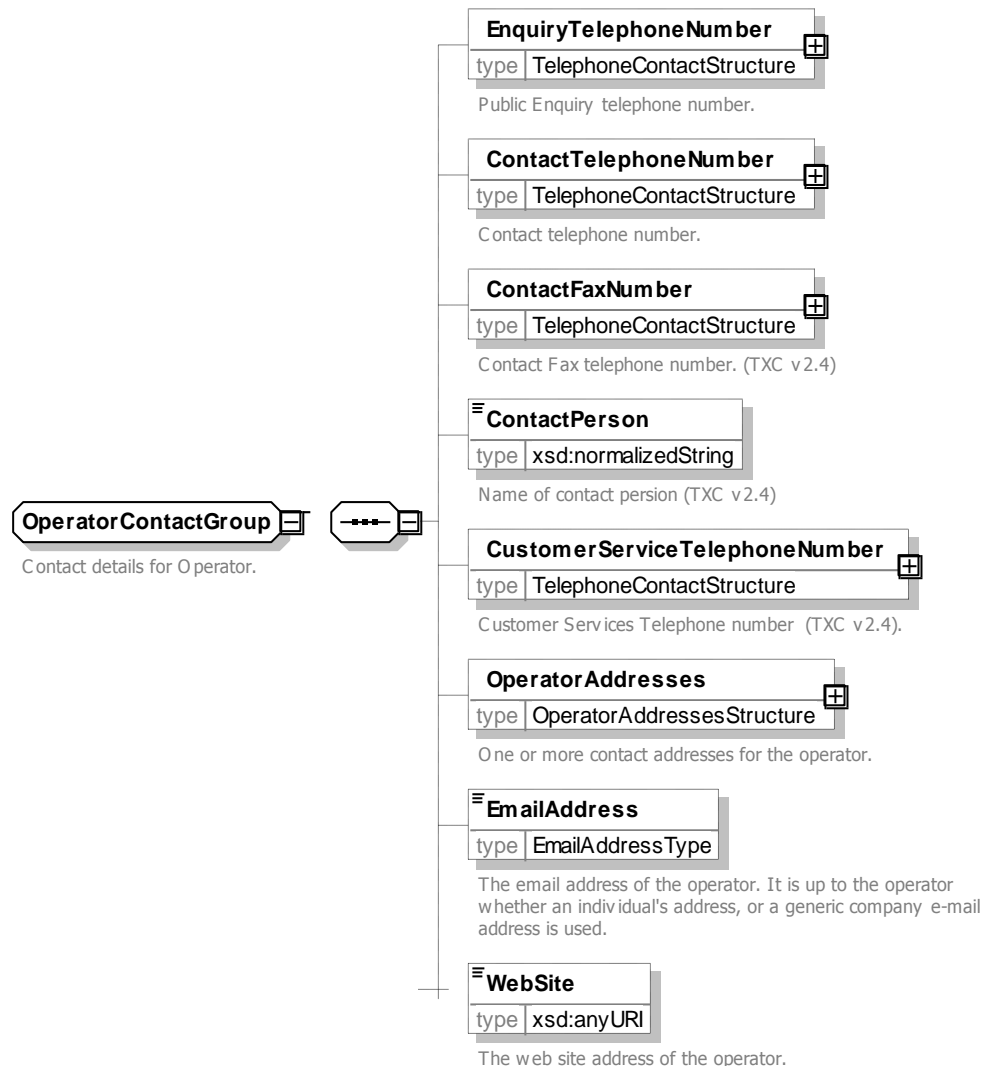 EnquiryTelephoneNumber
type TelephoneContactStructure
Public Enquiry telephone number.
ContactTelephoneNumber
type TelephoneContactStructure
Contact telephone number.
ContactFaxNumber
type TelephoneContactStructure
Contact Fax telephone number. (TXC v2.4)
ContactPerson
type xsd:normalizedString
Name of contact persion (TXC v2.4)
OperatorContactGroup
Contact details for Operator.
CustomerServiceTelephoneNumber
type TelephoneContactStructure
Customer Services Telephone number (TXC v2.4).
OperatorAddresses
type OperatorAddressesStructure
One or more contact addresses for the operator.
EmailAddress
type EmailAddressType
The email address of the operator. It is up to the operator
whether an individual's address, or a generic company e-mail
address is used.
WebSite
type xsd:anyURI
The web site address of the operator.